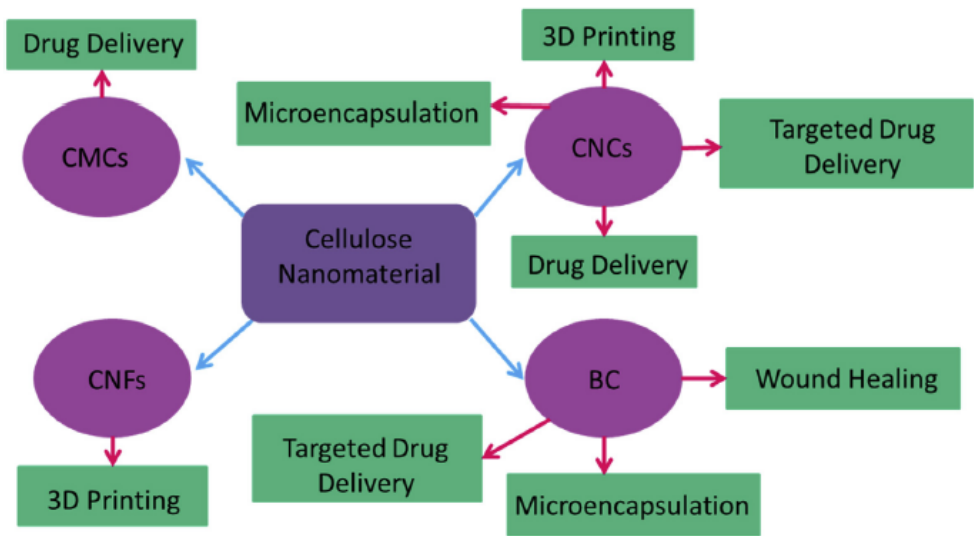 Drug Delivery
CMCs
3D Printing
Microencapsulation
CNCs
Targeted Drug
Delivery
Drug Delivery
Cellulose
Nanomaterial
CNFs
3D Printing
BC
Wound Healing
Targeted Drug
Delivery
Microencapsulation